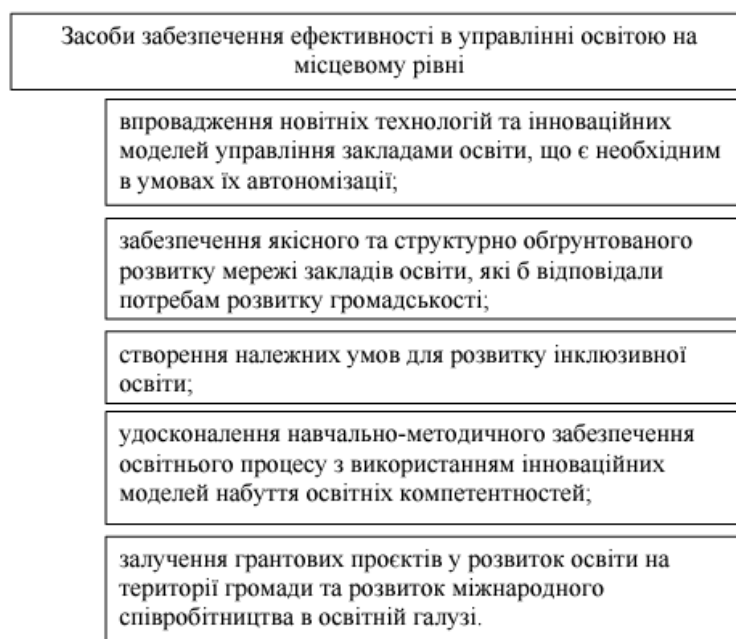 Засоби забезпечення ефективності в управлінні освітою на
місцевому рівні
впровадження новітніх технологій та інноваційних
моделей управління закладами освіти, що є необхідним
в умовах їх автономізації;
забезпечення якісного та структурно обґрунтованого
розвитку мережі закладів освіти, які б відповідали
потребам розвитку громадськості;
створення належних умов для розвитку інклюзивної
освіти;
удосконалення навчально-методичного забезпечення
освітнього процесу з використанням інноваційних
моделей набуття освітніх компетентностей;
залучення грантових проєктів у розвиток освіти на
території громади та розвиток міжнародного
співробітництва в освітній галузі.